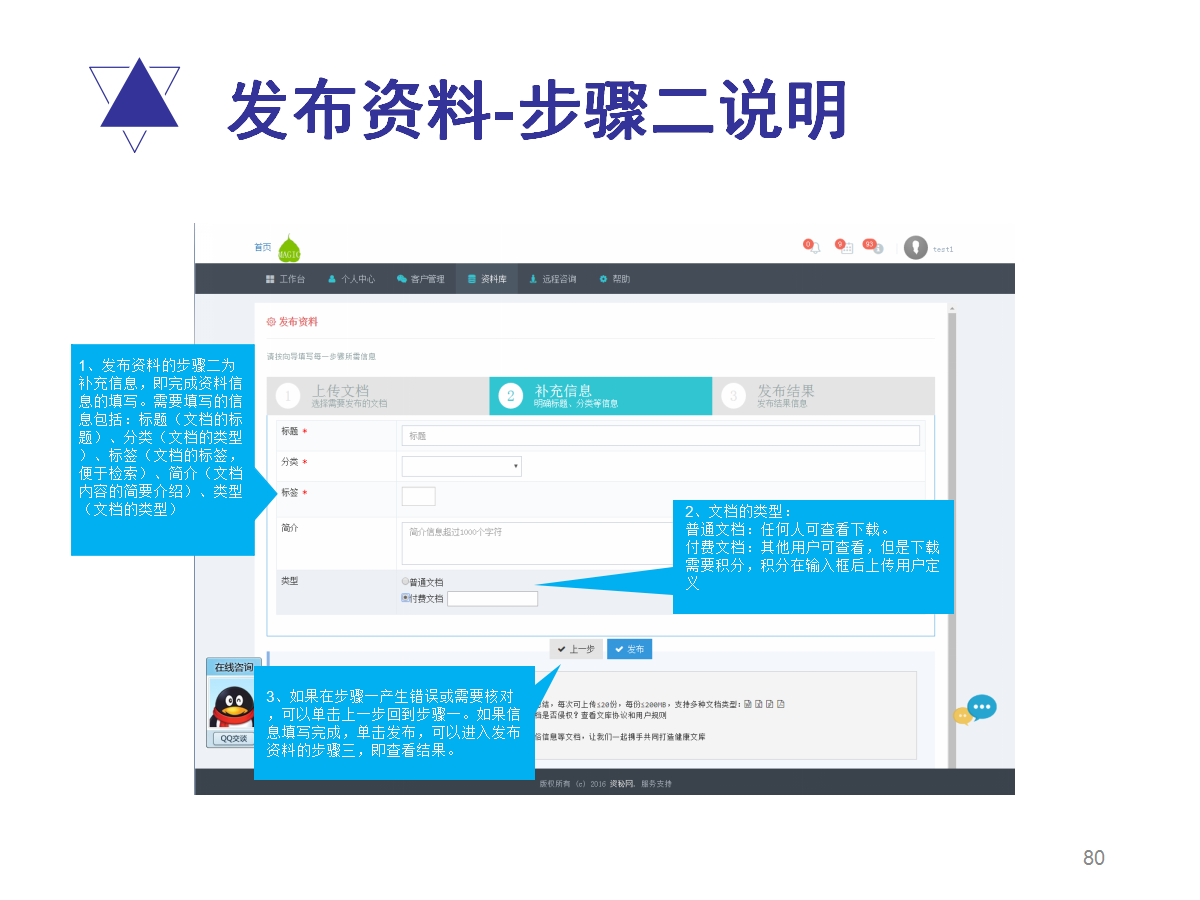 发布资料-步骤二说明
首页
MAGIC
0
9
93
test1
工作台
个人中心
客户管理
资料库
远程咨询
帮助
发布资料
请按向导填写每一步骤所需信息
1
上传文档
选择需要发布的文档
2
补充信息
明确标题、分类等信息
3
发布结果
发布结果信息
1、发布资料的步骤二为
补充信息，即完成资料信
息的填写。需要填写的信
息包括：标题（文档的标
题）、分类（文档的类型
）、标签（文档的标签，
便于检索）、简介（文档
内容的简要介绍）、类型
（文档的类型）
标题 *
标题
分类 *
标签 *
简介
简介信息超过1000个字符
类型
普通文档
付费文档
2、文档的类型：
普通文档：任何人可查看下载。
付费文档：其他用户可查看，但是下载
需要积分，积分在输入框后上传用户定
义
上一步
发布
在线咨询
QQ交谈
3、如果在步骤一产生错误或需要核对
，可以单击上一步回到步骤一。如果信
息填写完成，单击发布，可以进入发布
资料的步骤三，即查看结果。
结，每次可上传≤20份，每份≤200MB，支持多种文档类型：
档是否侵权？查看文库协议和用户规则
俗信息等文档，让我们一起携手共同打造健康文库
版权所有 (c) 2016 资秘网. 服务支持
80